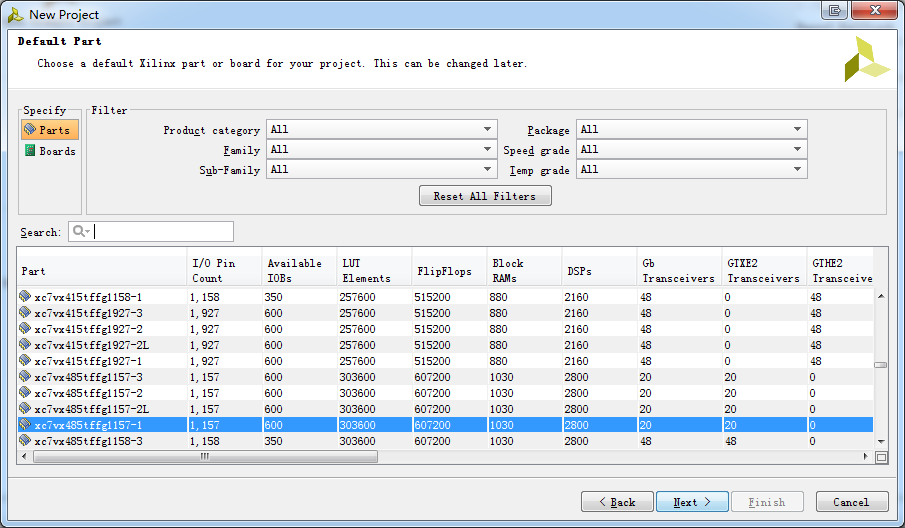 New Project
Default Part
Choose a default Xilinx part or board for your project. This can be changed later.
Specify
Parts
Boards
Filter
Product category All
Package All
Family All
Speed grade All
Sub-Family All
Temp grade All
Reset All Filters
Search:
Part I/O Pin Count Available IOBs LUT Elements FlipFlops Block RAMs DSPs Gb Transceivers GTXE2 Transceivers GTHE2 Transceive
xc7vx415tffg1158-1 1,158 350 257600 515200 880 2160 48 0 48
xc7vx415tffg1927-3 1,927 600 257600 515200 880 2160 48 0 48
xc7vx415tffg1927-2 1,927 600 257600 515200 880 2160 48 0 48
xc7vx415tffg1927-2L 1,927 600 257600 515200 880 2160 48 0 48
xc7vx415tffg1927-1 1,927 600 257600 515200 880 2160 48 0 48
xc7vx485tffg1157-3 1,157 600 303600 607200 1030 2800 20 20 0
xc7vx485tffg1157-2 1,157 600 303600 607200 1030 2800 20 20 0
xc7vx485tffg1157-2L 1,157 600 303600 607200 1030 2800 20 20 0
xc7vx485tffg1157-1 1,157 600 303600 607200 1030 2800 20 20 0
xc7vx485tffg1158-3 1,158 350 303600 607200 1030 2800 48 48 0
< Back Next > Finish Cancel